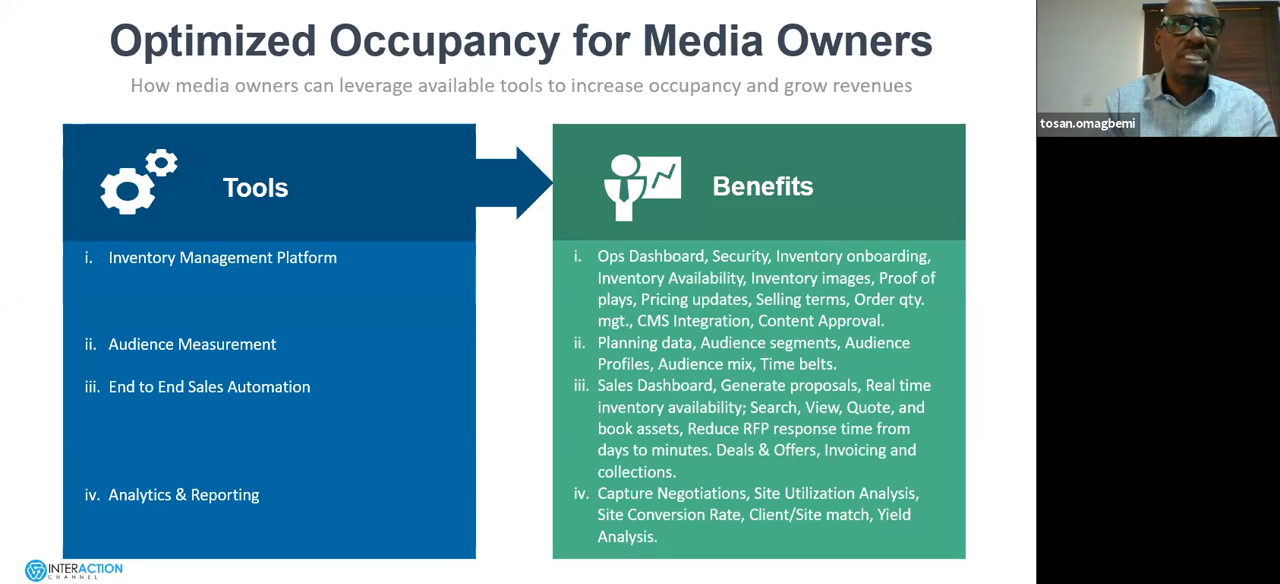 Optimized Occupancy for Media Owners
How media owners can leverage available tools to increase occupancy and grow revenues
tosan.omagbemi
Tools
i. Inventory Management Platform
ii. Audience Measurement
iii. End to End Sales Automation
iv. Analytics & Reporting
Benefits
i. Ops Dashboard, Security, Inventory onboarding,
Inventory Availability, Inventory images, Proof of
plays, Pricing updates, Selling terms, Order qty.
mgt., CMS Integration, Content Approval.
ii. Planning data, Audience segments, Audience
Profiles, Audience mix, Time belts.
iii. Sales Dashboard, Generate proposals, Real time
inventory availability; Search, View, Quote, and
book assets, Reduce RFP response time from
days to minutes. Deals & Offers, Invoicing and
collections.
iv. Capture Negotiations, Site Utilization Analysis,
Site Conversion Rate, Client/Site match, Yield
Analysis.
INTERACTION
CHANNEL